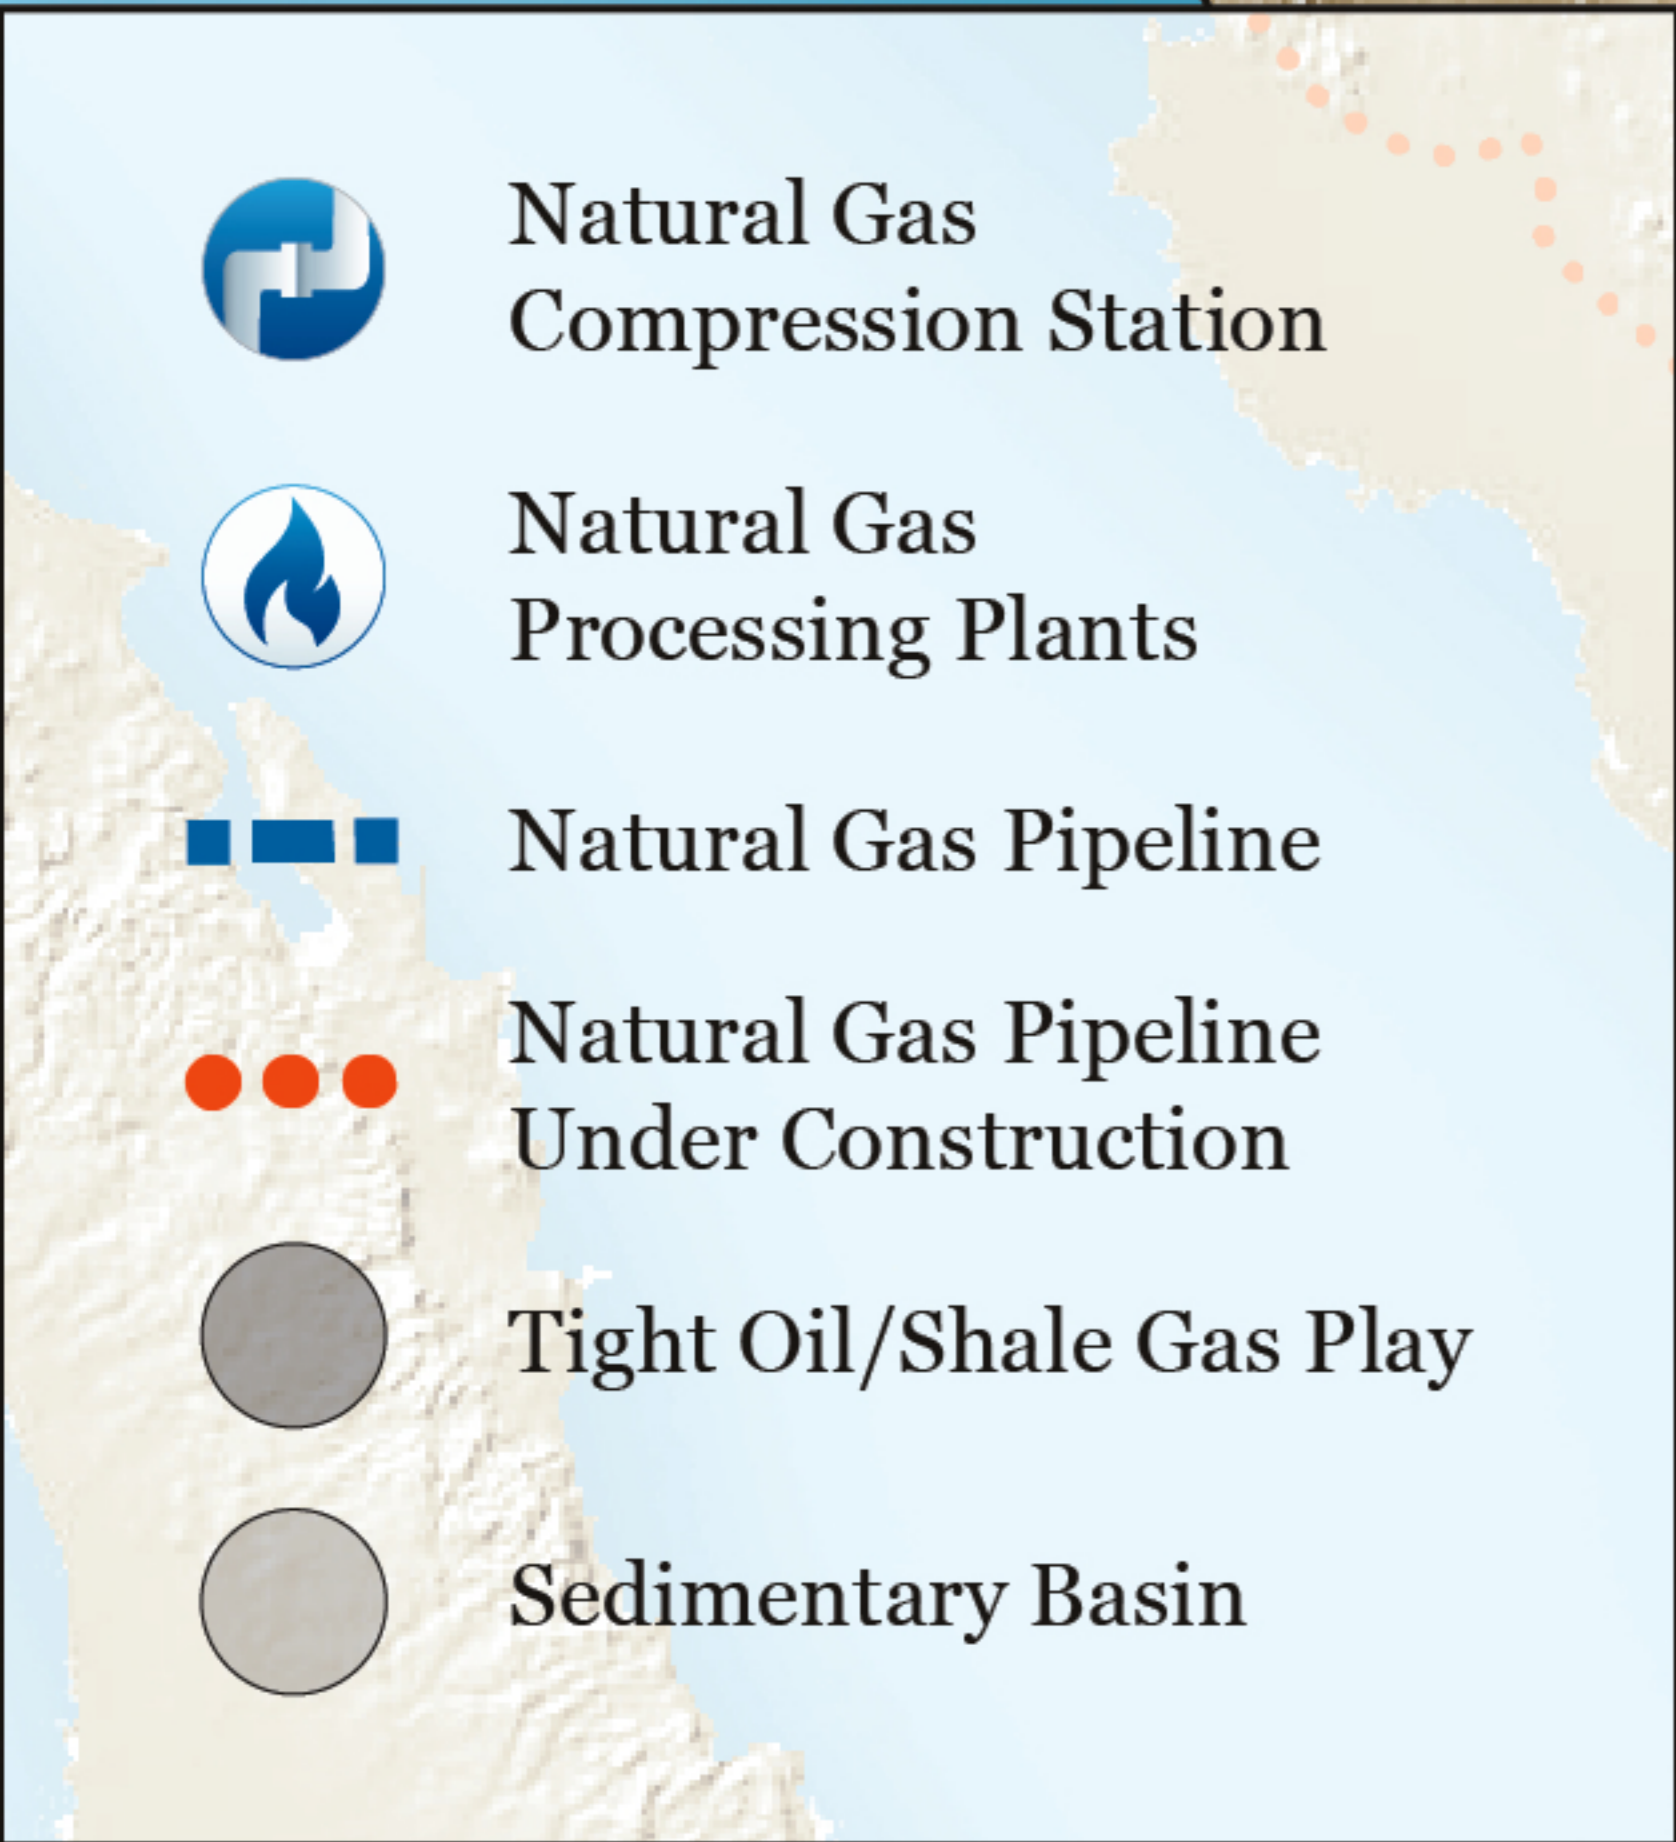 Natural Gas
Compression Station
Natural Gas
Processing Plants
Natural Gas Pipeline
Natural Gas Pipeline
Under Construction
Tight Oil/Shale Gas Play
Sedimentary Basin